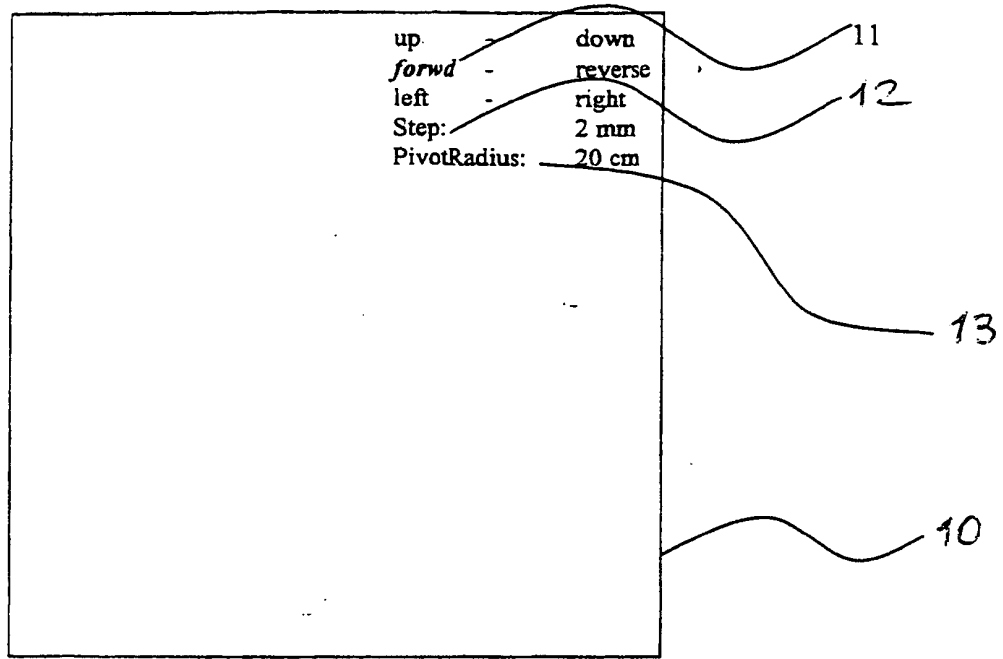 up - down 11
forwd - reverse
left - right 12
Step: 2 mm
PivotRadius: 20 cm
13
10